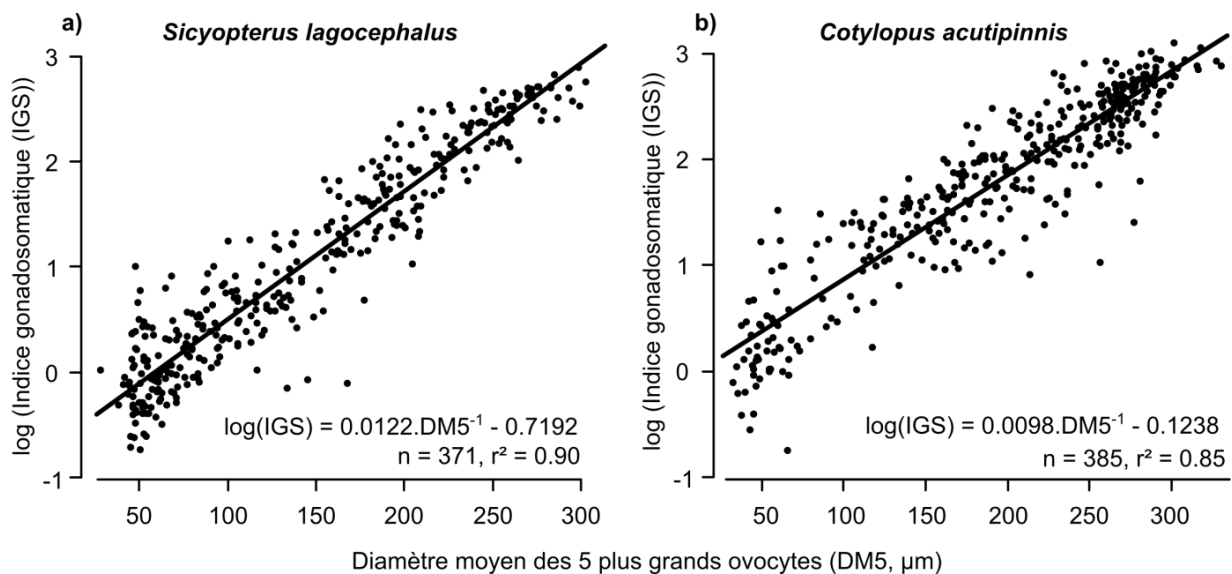 a)
Sicyopterus lagocephalus
log (Indice gonadosomatique (IGS))
3
2
1
0
-1
log(IGS) = 0.0122.DM5⁻¹ - 0.7192
n = 371, r² = 0.90
50 100 150 200 250 300
b)
Cotylopus acutipinnis
log (Indice gonadosomatique (IGS))
3
2
1
0
-1
log(IGS) = 0.0098.DM5⁻¹ - 0.1238
n = 385, r² = 0.85
50 100 150 200 250 300
Diamètre moyen des 5 plus grands ovocytes (DM5, µm)